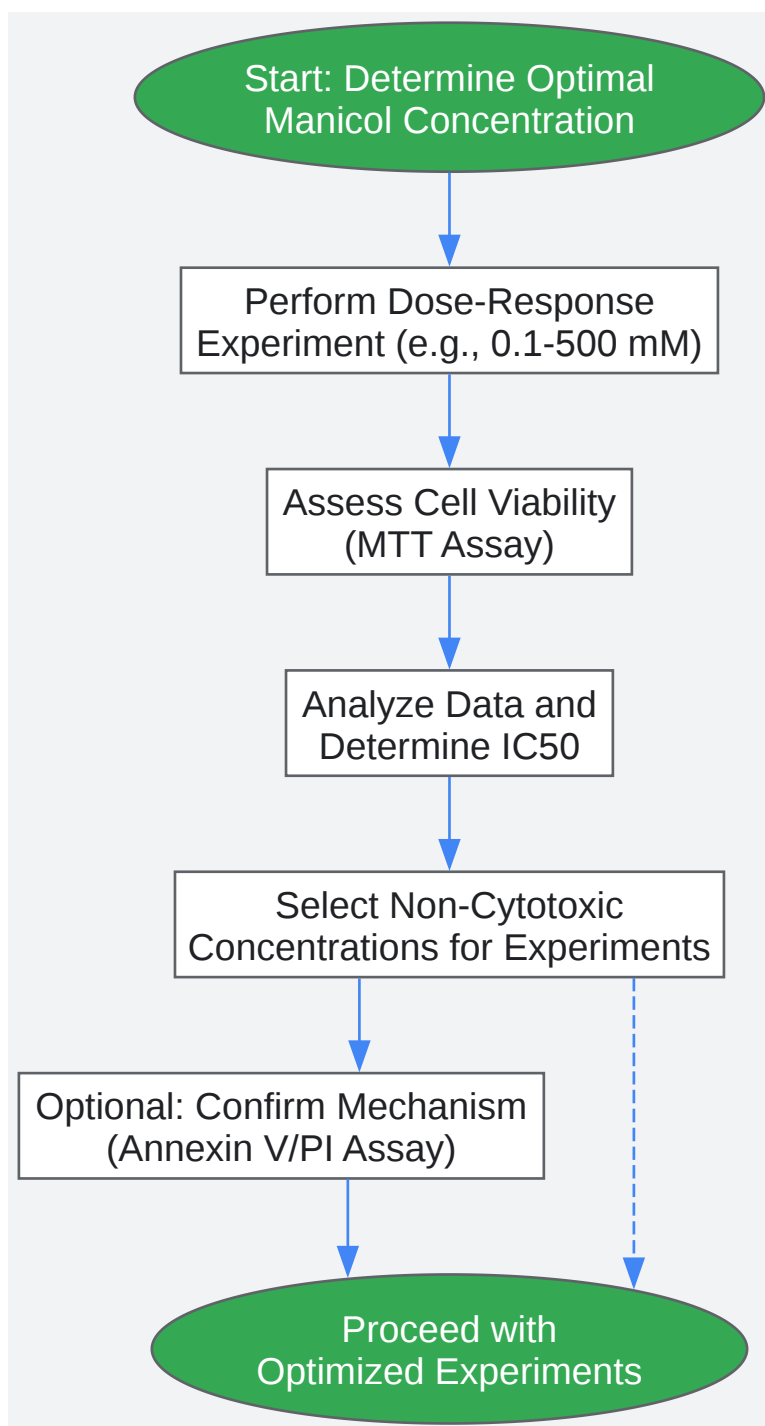 Start: Determine Optimal
Manicol Concentration
Perform Dose-Response
Experiment (e.g., 0.1-500 mM)
Assess Cell Viability
(MTT Assay)
Analyze Data and
Determine IC50
Select Non-Cytotoxic
Concentrations for Experiments
Optional: Confirm Mechanism
(Annexin V/PI Assay)
Proceed with
Optimized Experiments